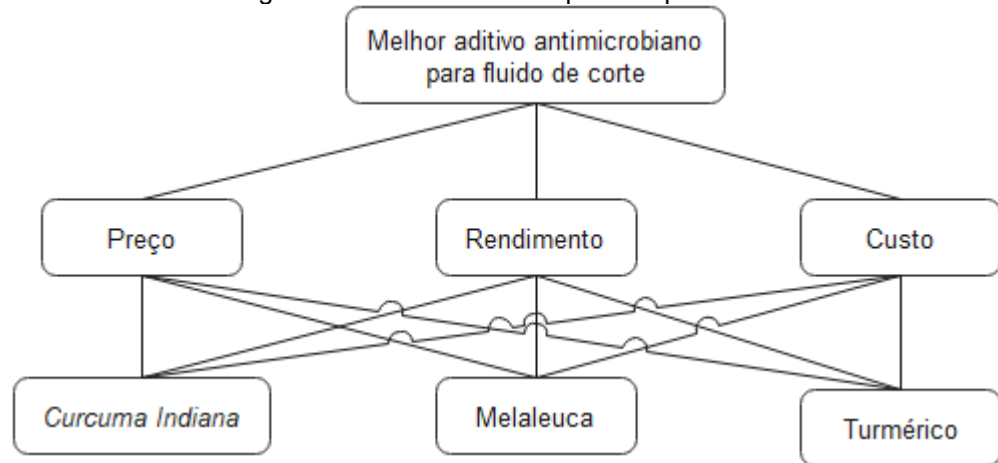 Melhor aditivo antimicrobiano
para fluido de corte
Preço
Rendimento
Custo
Curcuma Indiana
Melaleuca
Turmérico